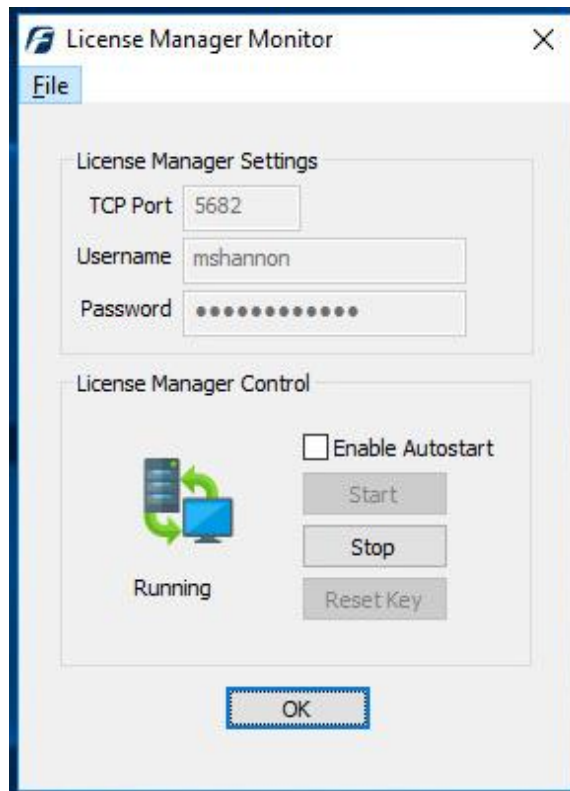 License Manager Monitor
File
License Manager Settings
TCP Port 5682
Username mshannon
Password ••••••••••••
License Manager Control
Enable Autostart
Start
Stop
Running
Reset Key
OK